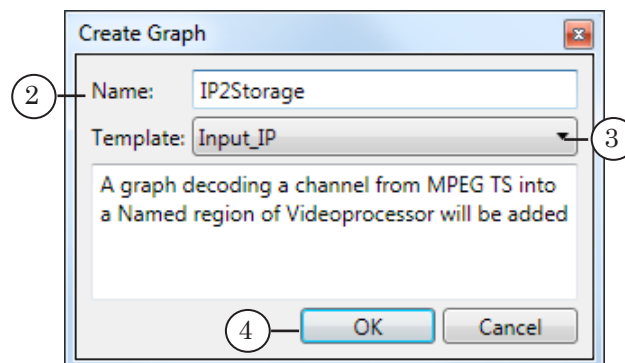 Create Graph
2
Name: IP2Storage
Template: Input_IP
3
A graph decoding a channel from MPEG TS into
a Named region of Videoprocessor will be added
4
OK Cancel